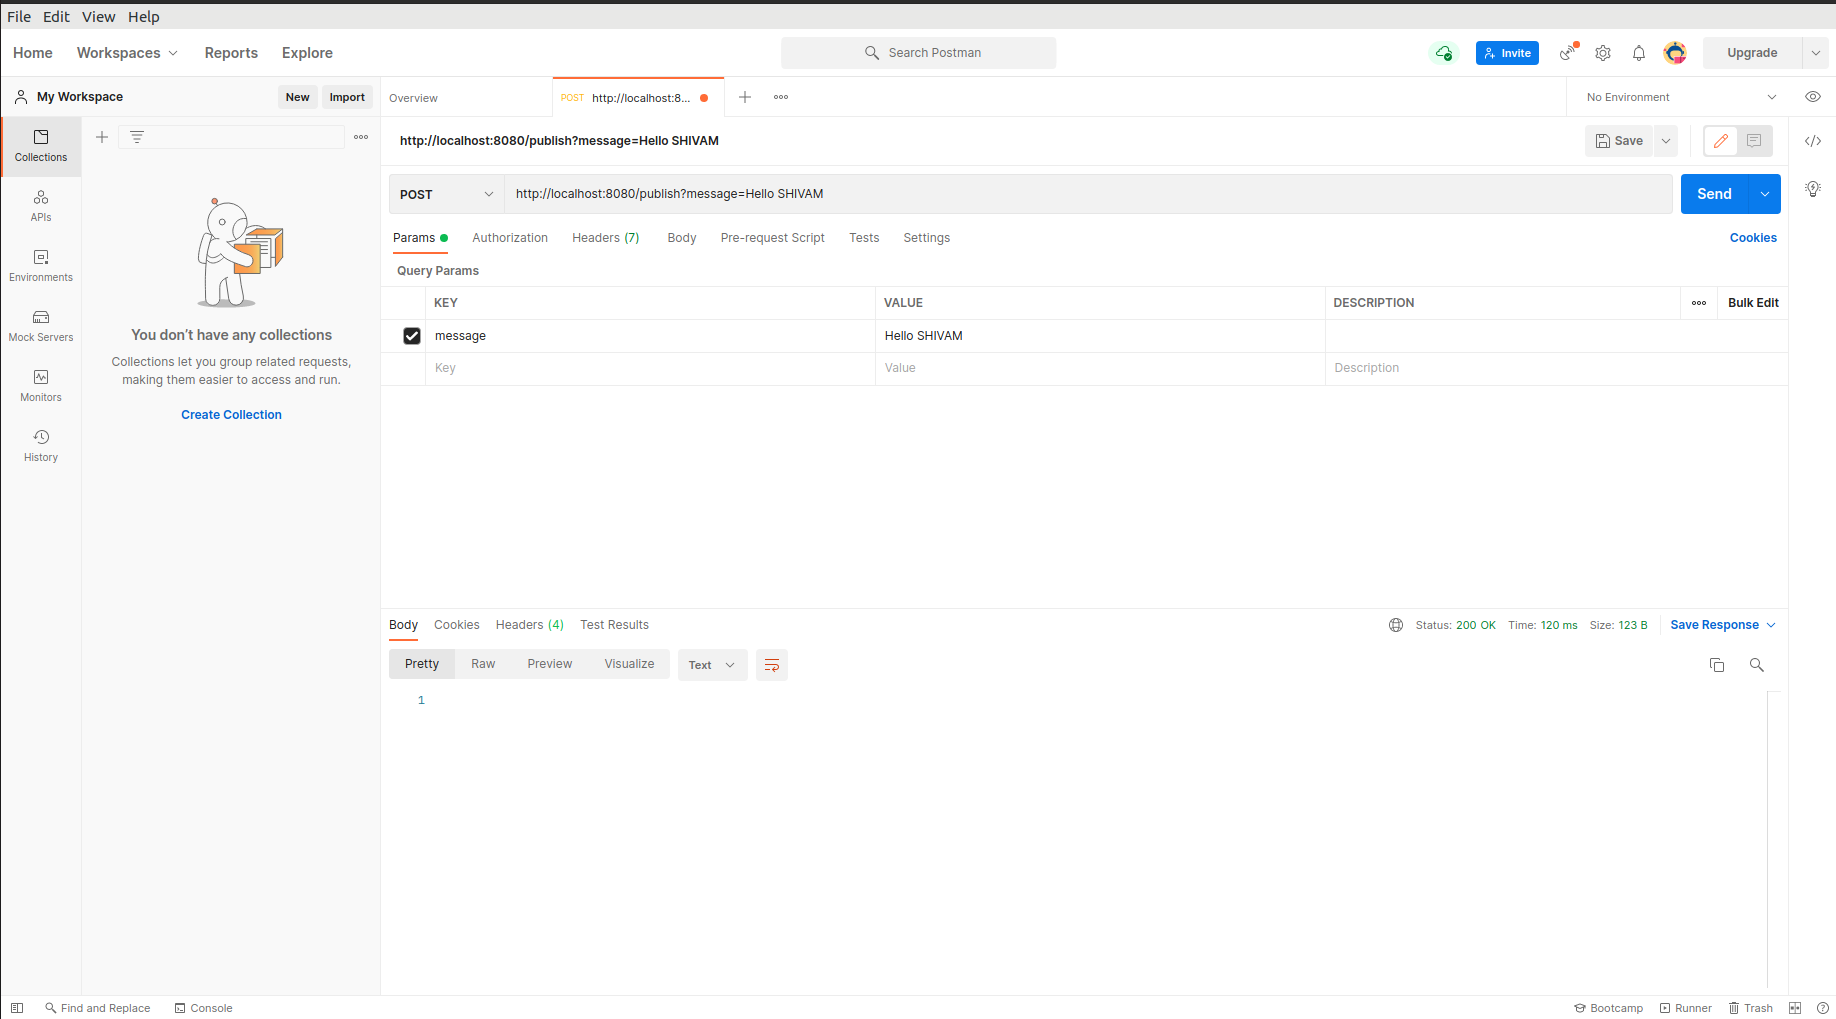 File Edit View Help
Home Workspaces Reports Explore Search Postman Invite Upgrade
My Workspace New Import Overview POST http://localhost:8... No Environment
Collections
http://localhost:8080/publish?message=Hello SHIVAM Save
POST http://localhost:8080/publish?message=Hello SHIVAM Send
APIs
Params Authorization Headers (7) Body Pre-request Script Tests Settings Cookies
Query Params
Environments
KEY VALUE DESCRIPTION Bulk Edit
message Hello SHIVAM
Key Value Description
Mock Servers
Monitors
History
You don’t have any collections
Collections let you group related requests,
making them easier to access and run.
Create Collection
Body Cookies Headers (4) Test Results Status: 200 OK Time: 120 ms Size: 123 B Save Response
Pretty Raw Preview Visualize Text
1
Find and Replace Console Bootcamp Runner Trash